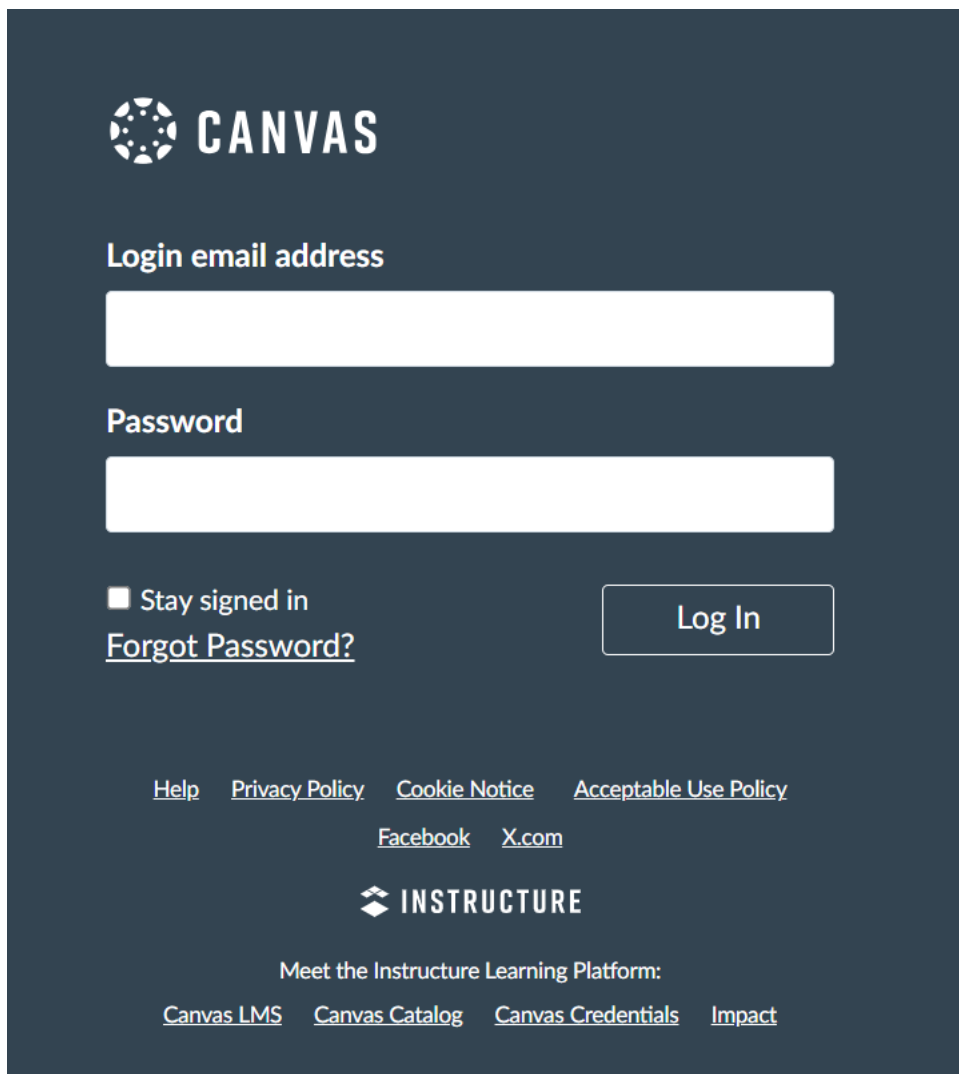 CANVAS
Login email address
Password
Stay signed in
Forgot Password?
Log In
Help Privacy Policy Cookie Notice Acceptable Use Policy
Facebook X.com
INSTRUCTURE
Meet the Instructure Learning Platform:
Canvas LMS Canvas Catalog Canvas Credentials Impact